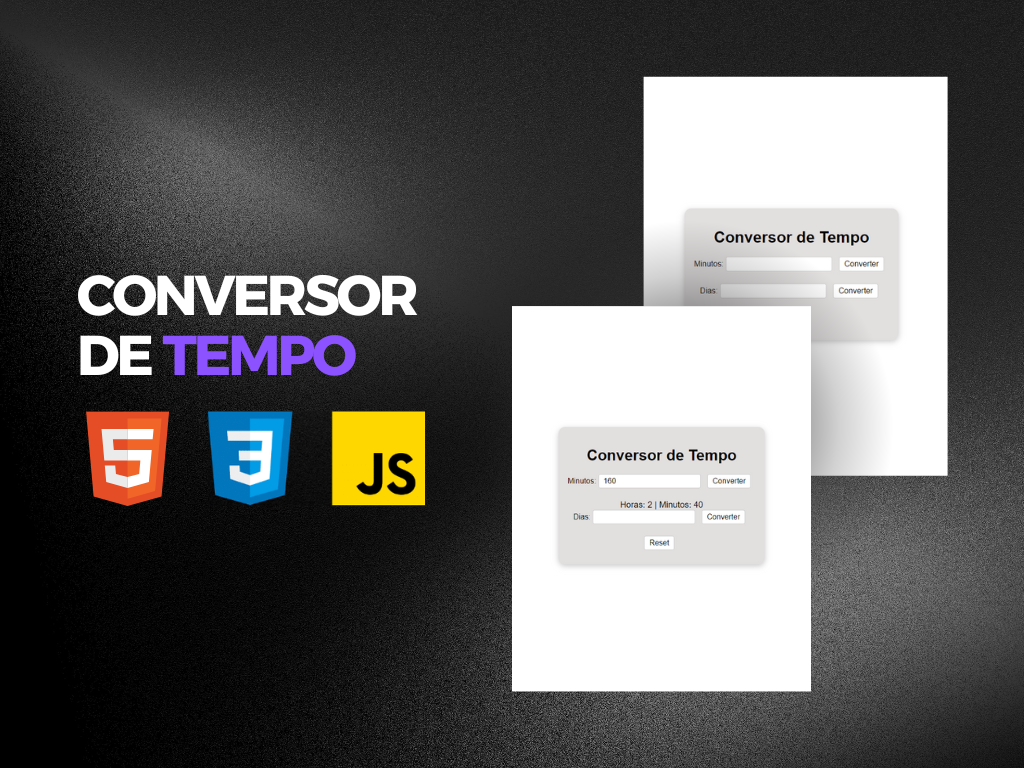 CONVERSOR
DE TEMPO
5
3
JS
Conversor de Tempo
Minutos: Converter
Dias: Converter
Conversor de Tempo
Minutos: 160 Converter
Horas: 2 | Minutos: 40
Dias: Converter
Reset